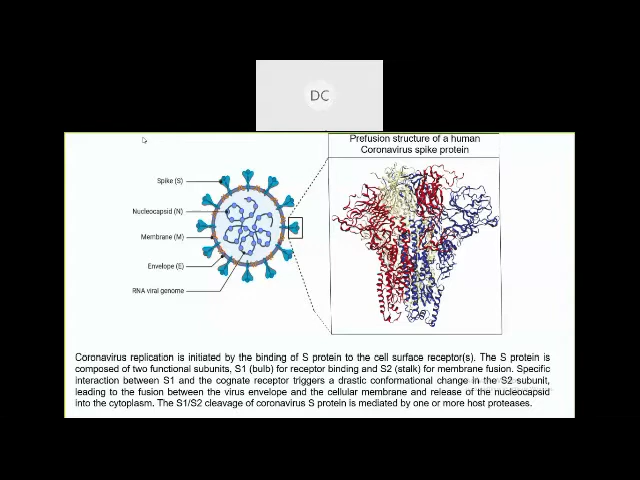 DC
Prefusion structure of a human
Coronavirus spike protein
Spike (S)
Nucleocapsid (N)
Membrane (M)
Envelope (E)
RNA viral genome
Coronavirus replication is initiated by the binding of S protein to the cell surface receptor(s). The S protein is
composed of two functional subunits, S1 (bulb) for receptor binding and S2 (stalk) for membrane fusion. Specific
interaction between S1 and the cognate receptor triggers a drastic conformational change in the S2 subunit,
leading to the fusion between the virus envelope and the cellular membrane and release of the nucleocapsid
into the cytoplasm. The S1/S2 cleavage of coronavirus S protein is mediated by one or more host proteases.